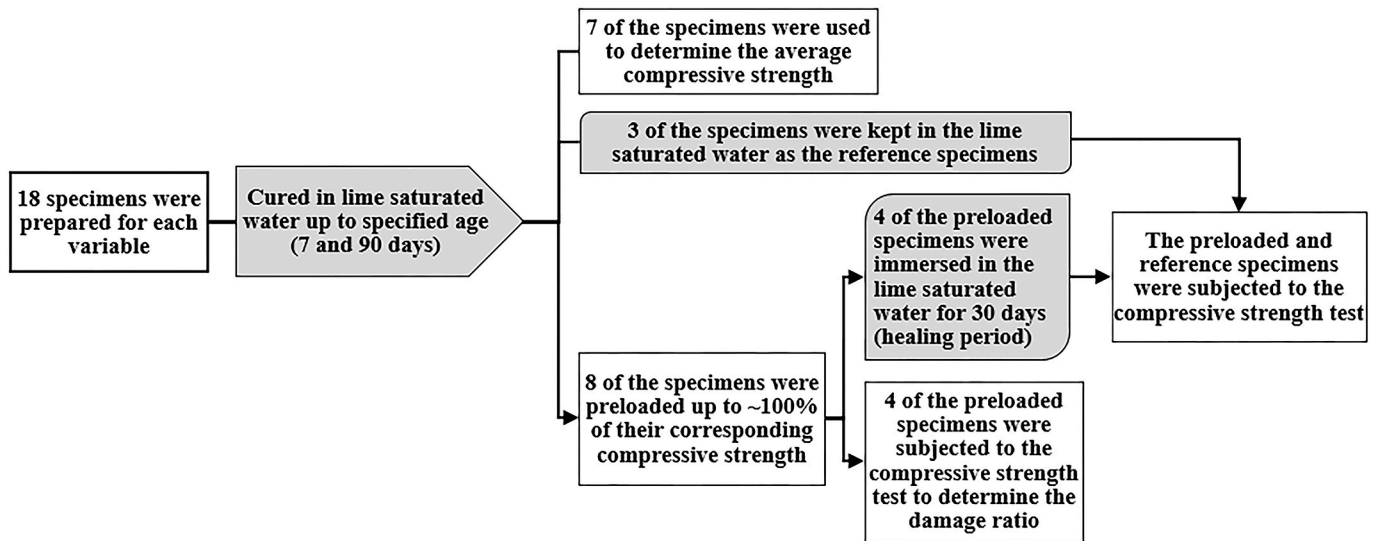 18 specimens were
prepared for each
variable
Cured in lime saturated
water up to specified age
(7 and 90 days)
7 of the specimens were used
to determine the average
compressive strength
3 of the specimens were kept in the lime
saturated water as the reference specimens
8 of the specimens were
preloaded up to ~100%
of their corresponding
compressive strength
4 of the preloaded
specimens were
immersed in the
lime saturated
water for 30 days
(healing period)
4 of the preloaded
specimens were
subjected to the
compressive strength
test to determine the
damage ratio
The preloaded and
reference specimens
were subjected to the
compressive strength test